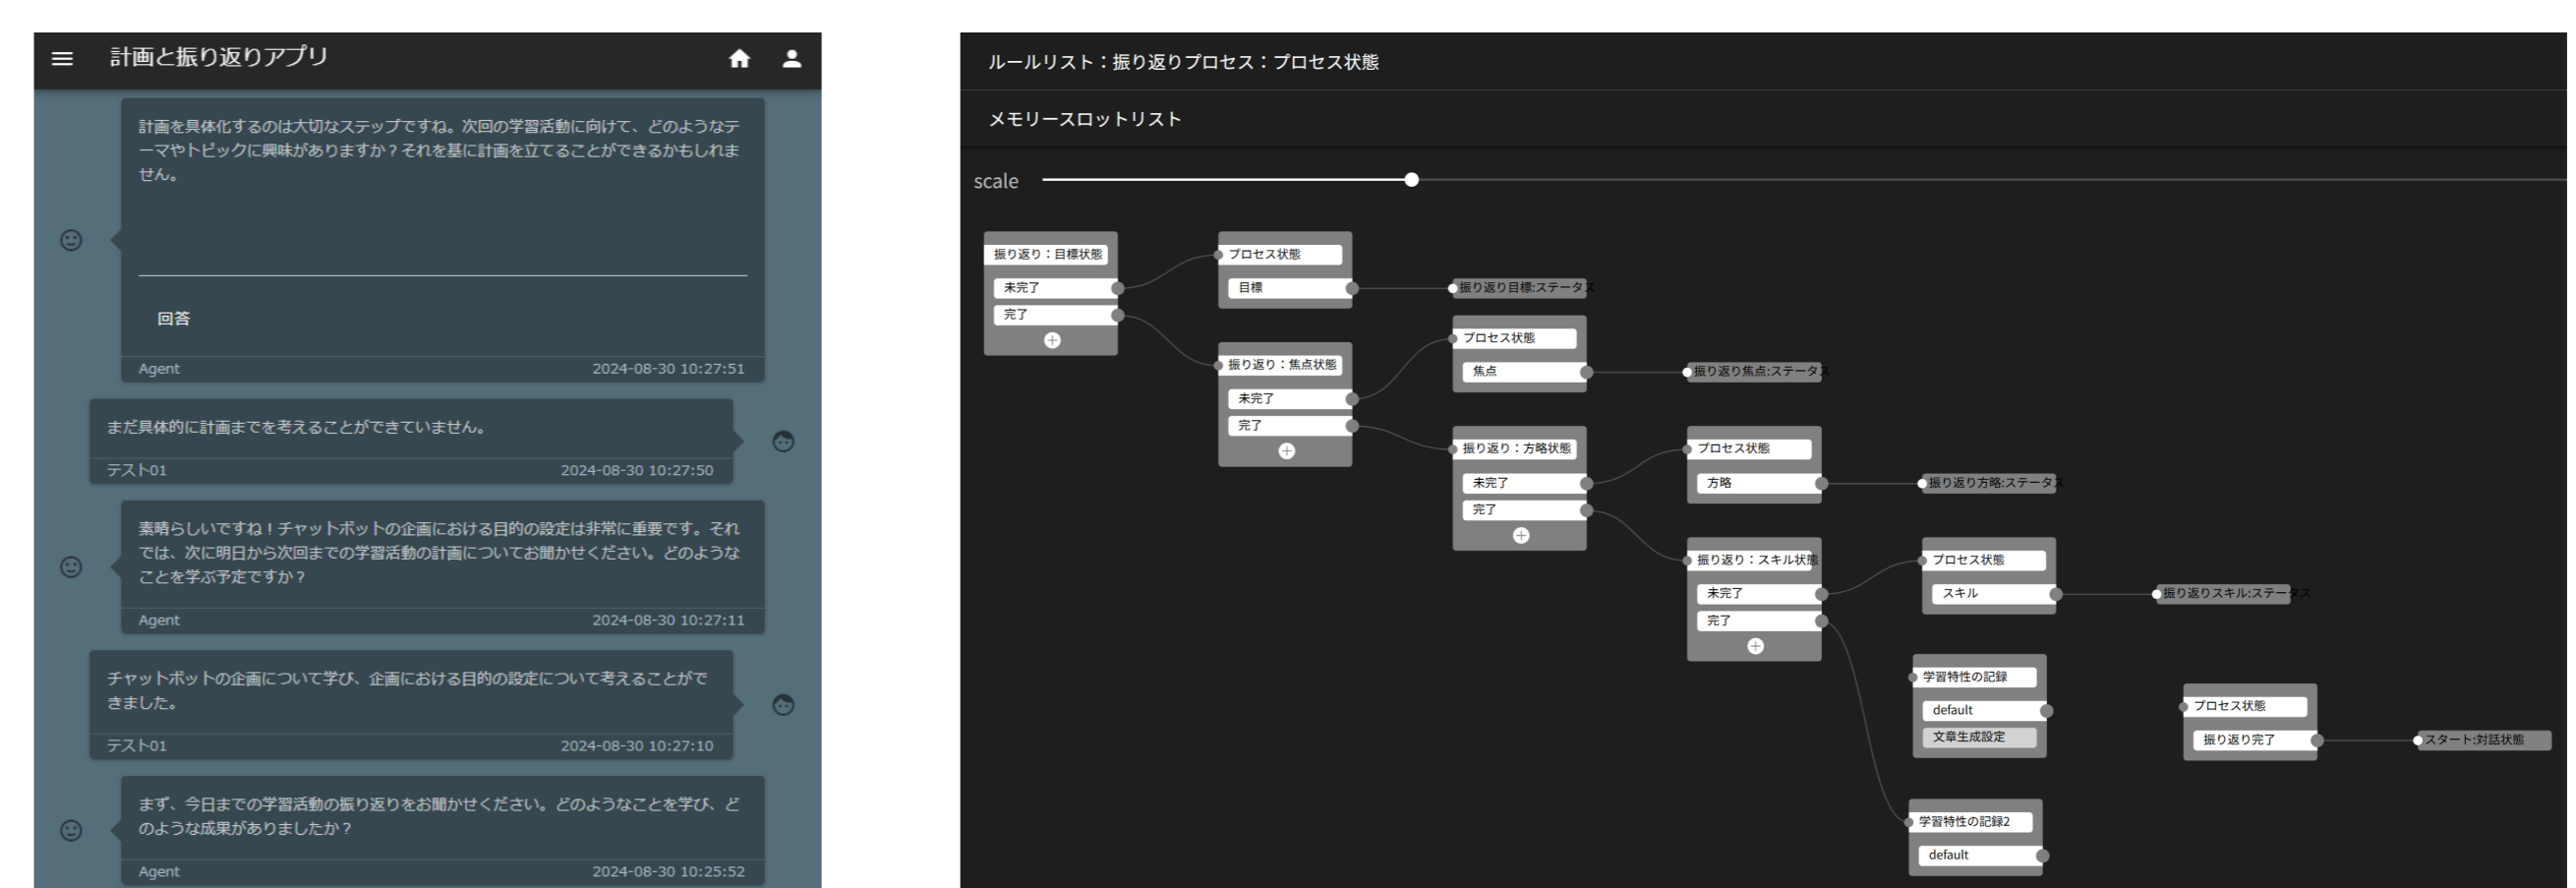 計画と振り返りアプリ
計画を具体化するのは大切なステップですね。次回の学習活動に向けて、どのようなテ
ーマやトピックに興味がありますか？それを基に計画を立てることができるかもしれま
せん。
回答
Agent 2024-08-30 10:27:51
まだ具体的に計画までを考えることができていません。
テスト01 2024-08-30 10:27:50
素晴らしいですね！チャットボットの企画における目的の設定は非常に重要です。それ
では、次に明日から次回までの学習活動の計画についてお聞かせください。どのような
ことを学ぶ予定ですか？
Agent 2024-08-30 10:27:11
チャットボットの企画について学び、企画における目的の設定について考えることがで
きました。
テスト01 2024-08-30 10:27:10
まず、今日までの学習活動の振り返りをお聞かせください。どのようなことを学び、ど
のような成果がありましたか？
Agent 2024-08-30 10:25:52
ルールリスト：振り返りプロセス：プロセス状態
メモリースロットリスト
scale
振り返り：目標状態
未完了
完了
プロセス状態
目標
振り返り目標:ステータス
振り返り：焦点状態
未完了
完了
プロセス状態
焦点
振り返り焦点:ステータス
振り返り：方略状態
未完了
完了
プロセス状態
方略
振り返り方略:ステータス
振り返り：スキル状態
未完了
完了
プロセス状態
スキル
振り返りスキル:ステータス
学習特性の記録
default
文章生成設定
プロセス状態
振り返り完了
スタート:対話状態
学習特性の記録2
default